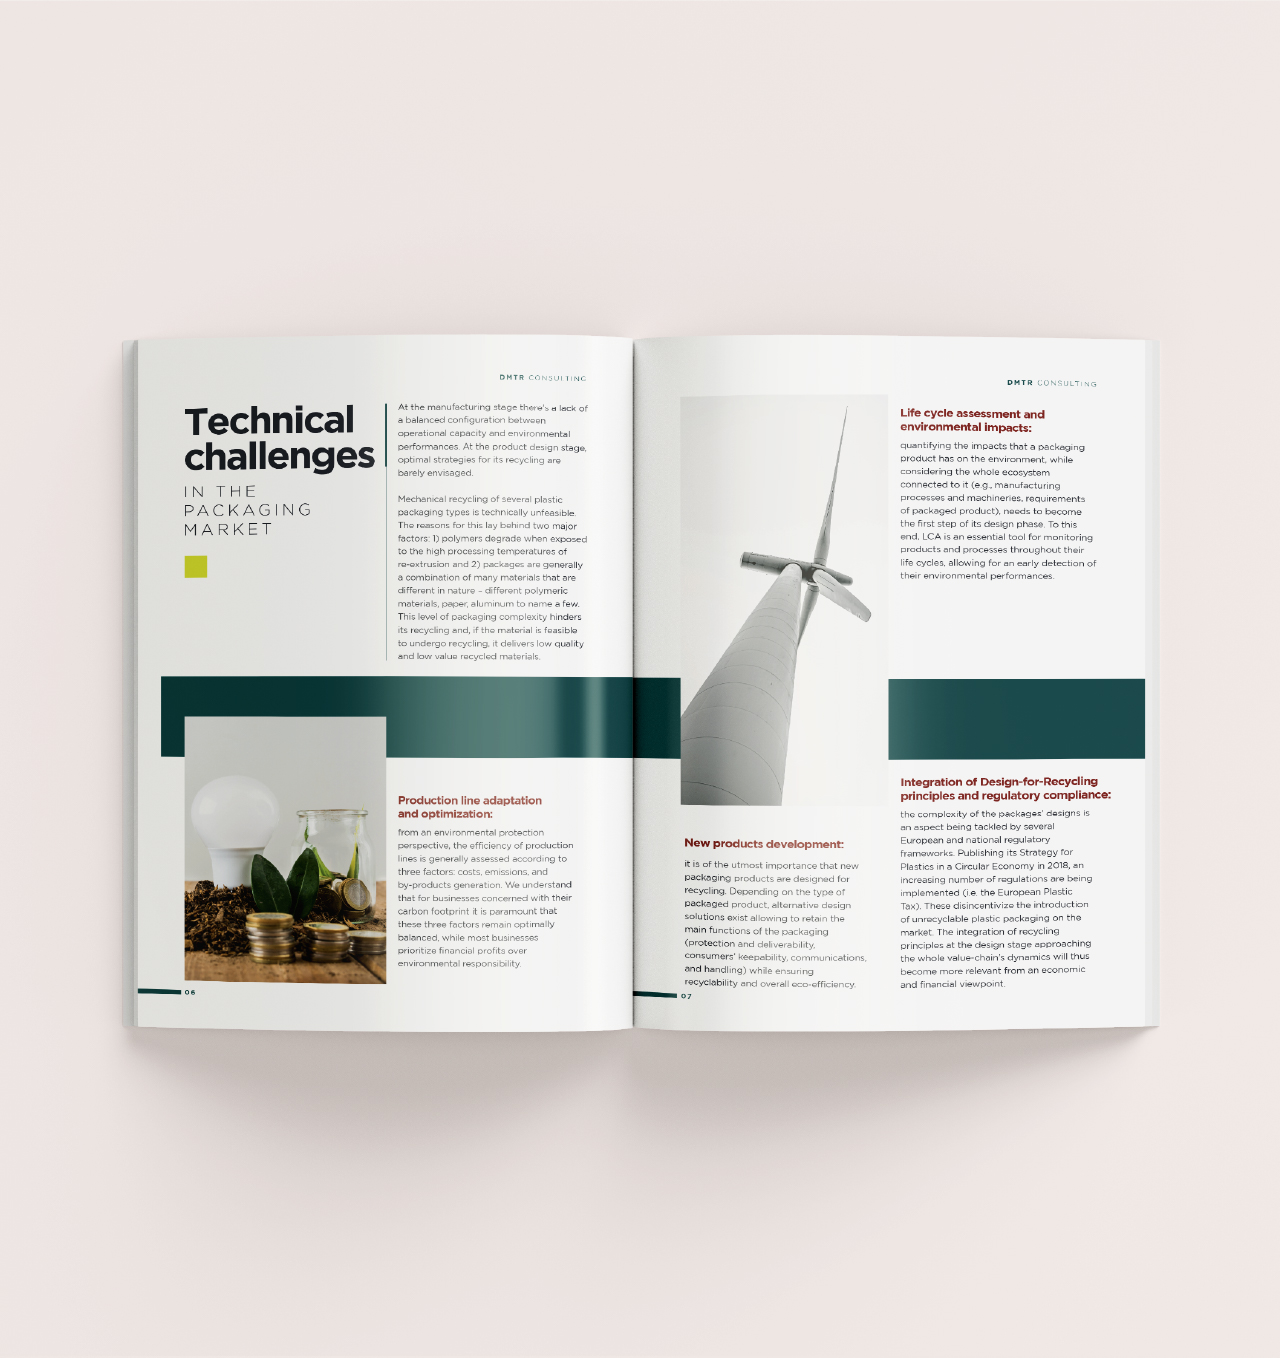 DMTR CONSULTING
Technical
challenges
IN THE
PACKAGING
MARKET
At the manufacturing stage there's a lack of
a balanced configuration between
operational capacity and environmental
performances. At the product design stage,
optimal strategies for its recycling are
barely envisaged.
Mechanical recycling of several plastic
packaging types is technically unfeasible.
The reasons for this lay behind two major
factors: 1) polymers degrade when exposed
to the high processing temperatures of
re-extrusion and 2) packages are generally
a combination of many materials that are
different in nature – different polymeric
materials, paper, aluminum to name a few.
This level of packaging complexity hinders
its recycling and, if the material is feasible
to undergo recycling, it delivers low quality
and low value recycled materials.
Production line adaptation
and optimization:
from an environmental protection
perspective, the efficiency of production
lines is generally assessed according to
three factors: costs, emissions, and
by-products generation. We understand
that for businesses concerned with their
carbon footprint it is paramount that
these three factors remain optimally
balanced, while most businesses
prioritize financial profits over
environmental responsibility.
06
DMTR CONSULTING
New products development:
it is of the utmost importance that new
packaging products are designed for
recycling. Depending on the type of
packaged product, alternative design
solutions exist allowing to retain the
main functions of the packaging
(protection and deliverability,
consumers' keepability, communications,
and handling) while ensuring
recyclability and overall eco-efficiency.
07
Life cycle assessment and
environmental impacts:
quantifying the impacts that a packaging
product has on the environment, while
considering the whole ecosystem
connected to it (e.g., manufacturing
processes and machineries, requirements
of packaged product), needs to become
the first step of its design phase. To this
end, LCA is an essential tool for monitoring
products and processes throughout their
life cycles, allowing for an early detection of
their environmental performances.
Integration of Design-for-Recycling
principles and regulatory compliance:
the complexity of the packages' designs is
an aspect being tackled by several
European and national regulatory
frameworks. Publishing its Strategy for
Plastics in a Circular Economy in 2018, an
increasing number of regulations are being
implemented (i.e. the European Plastic
Tax). These disincentivize the introduction
of unrecyclable plastic packaging on the
market. The integration of recycling
principles at the design stage approaching
the whole value-chain's dynamics will thus
become more relevant from an economic
and financial viewpoint.